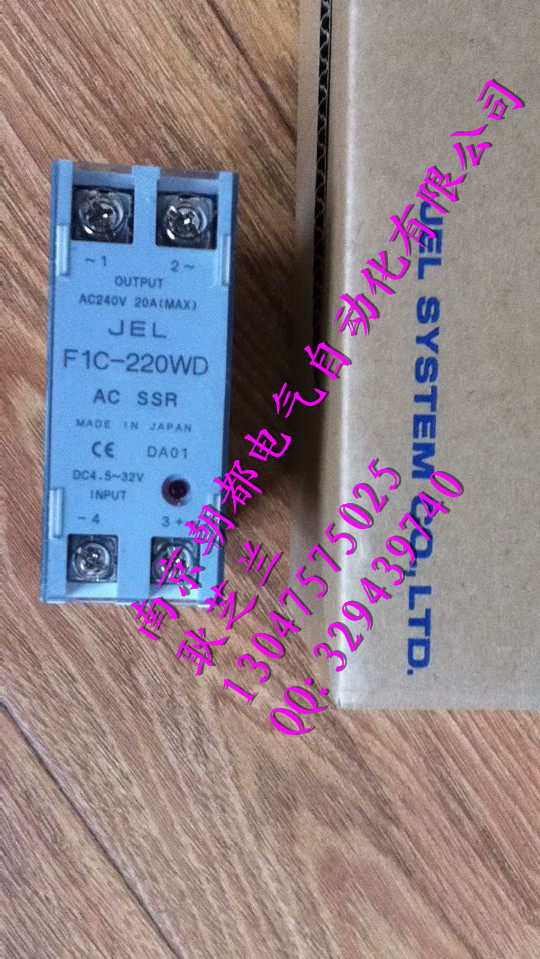 ~1 2~
OUTPUT
AC240V 20A(MAX)
JEL
F1C-220WD
AC SSR
MADE IN JAPAN
CE DA01
DC4.5~32V
INPUT
-4 3+
JEL SYSTEM CO.,LTD.
南京朝都电气自动化有限公司
耿芝兰
13047575025
QQ:329439740